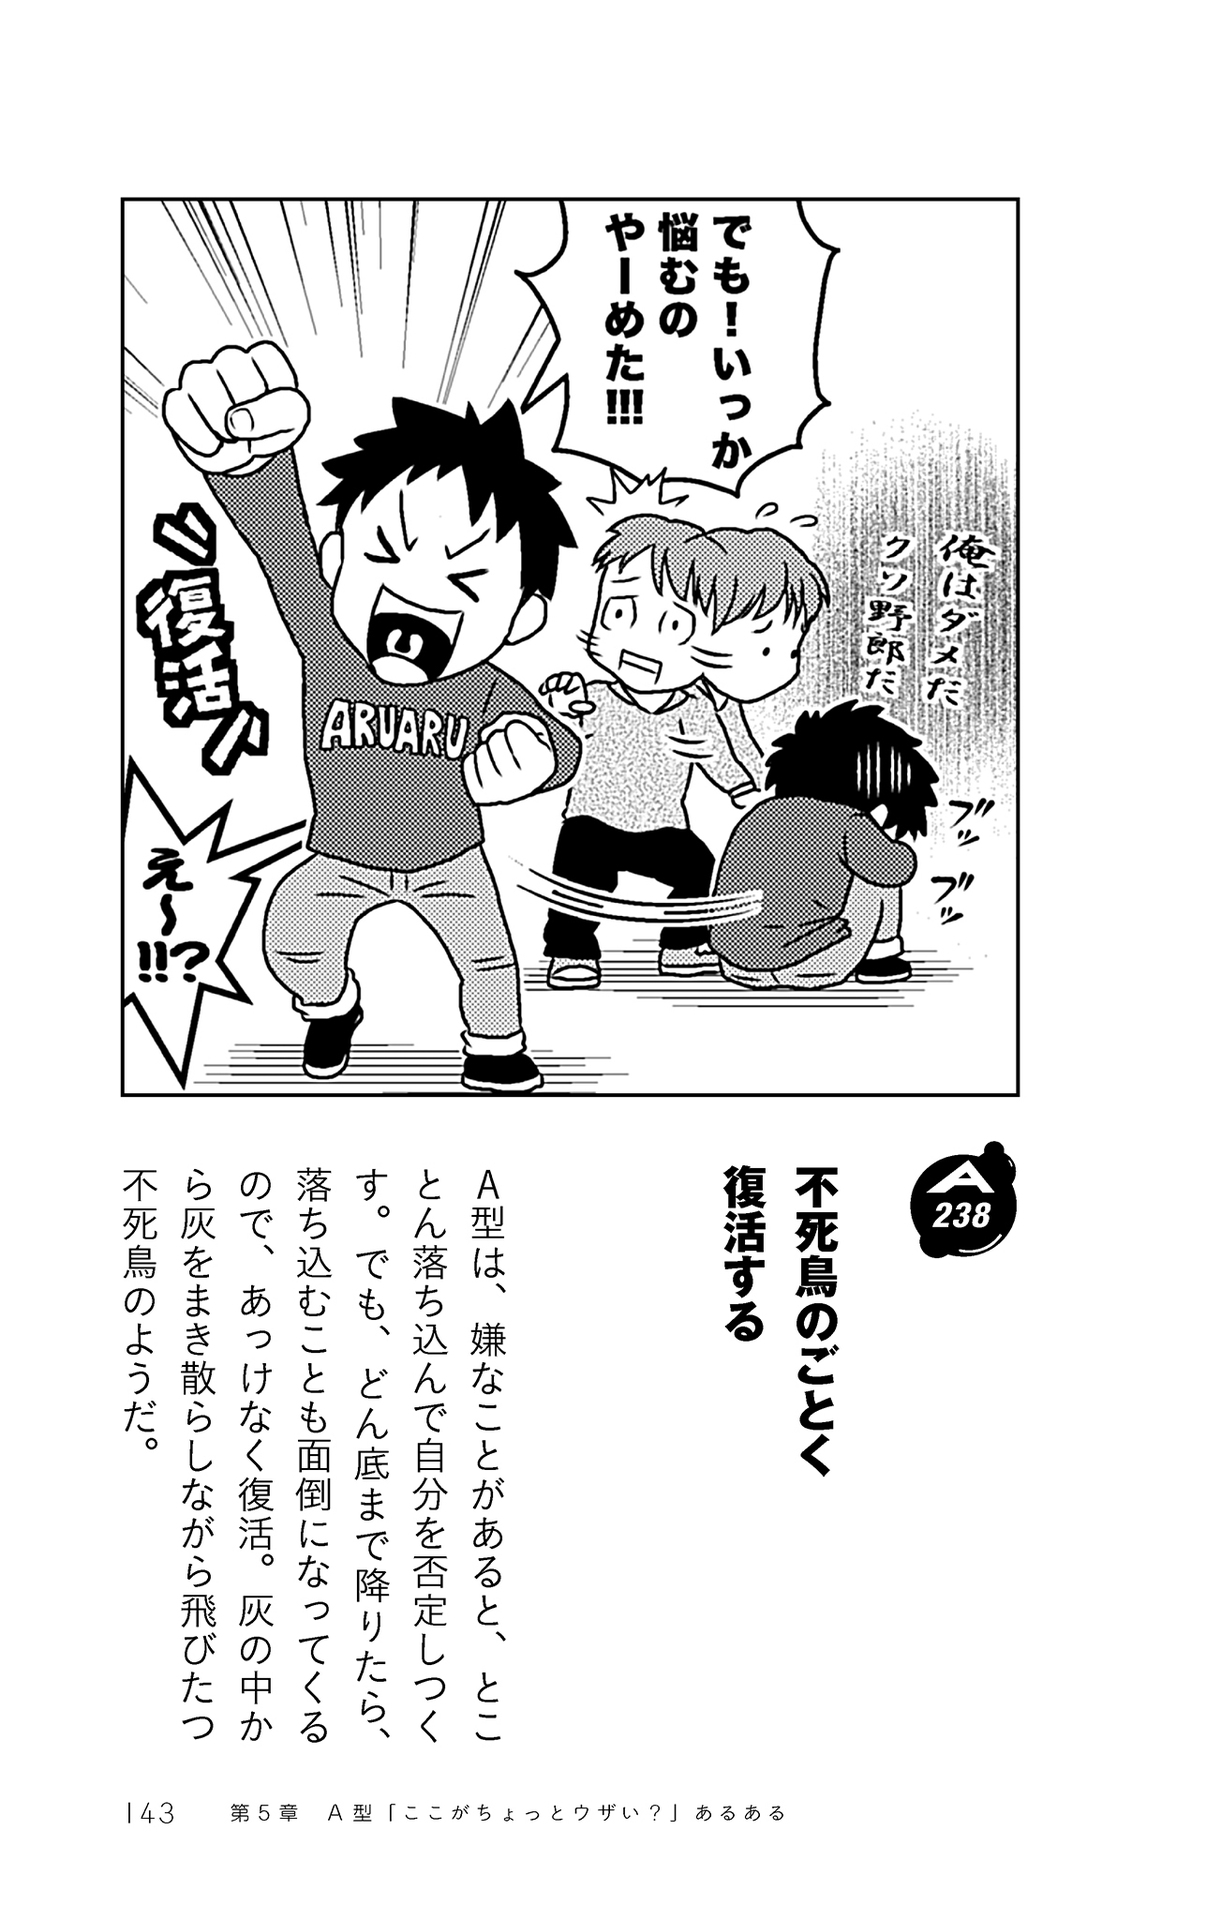 俺はダメだ
クソ野郎だ
ブツ
ブツ
でも！いっか
悩むの
やーめた!!!
復活
ARUARU
え〜
!!?
A
238
不死鳥のごとく
復活する
A型は、嫌なことがあると、とこ
とん落ち込んで自分を否定しつく
す。でも、どん底まで降りたら、
落ち込むことも面倒になってくる
ので、あっけなく復活。灰の中か
ら灰をまき散らしながら飛びたつ
不死鳥のようだ。
143 第5章 A型「ここがちょっとウザい？」あるある